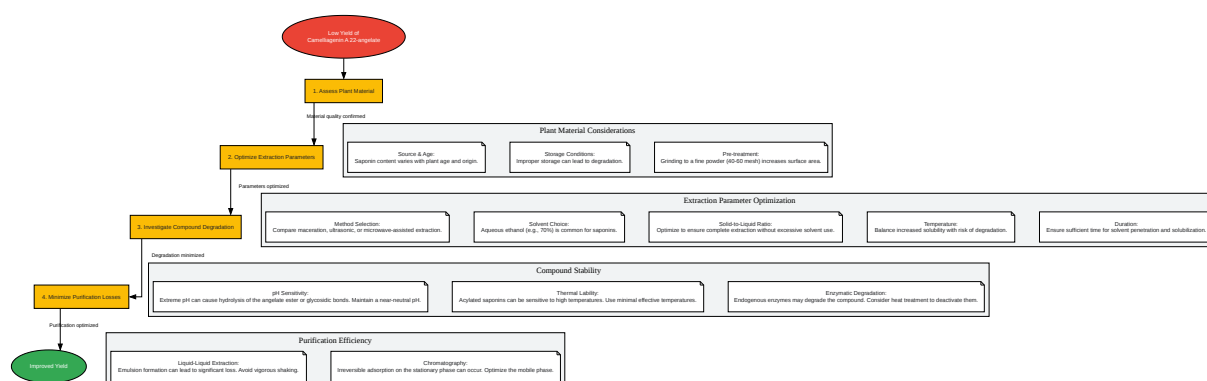 Low Yield of
Camelliagenin A 22-angelate
1. Assess Plant Material
Material quality confirmed
Plant Material Considerations
Source & Age:
Saponin content varies with plant age and origin.
Storage Conditions:
Improper storage can lead to degradation.
Pre-treatment:
Grinding to a fine powder (40-60 mesh) increases surface area.
2. Optimize Extraction Parameters
Parameters optimized
Extraction Parameter Optimization
Method Selection:
Compare maceration, ultrasonic, or microwave-assisted extraction.
Solvent Choice:
Aqueous ethanol (e.g., 70%) is common for saponins.
Solid-to-Liquid Ratio:
Optimize to ensure complete extraction without excessive solvent use.
Temperature:
Balance increased solubility with risk of degradation.
Duration:
Ensure sufficient time for solvent penetration and solubilization.
3. Investigate Compound Degradation
Degradation minimized
Compound Stability
pH Sensitivity:
Extreme pH can cause hydrolysis of the angelate ester or glycosidic bonds. Maintain a near-neutral pH.
Thermal Lability:
Acylated saponins can be sensitive to high temperatures. Use minimal effective temperatures.
Enzymatic Degradation:
Endogenous enzymes may degrade the compound. Consider heat treatment to deactivate them.
4. Minimize Purification Losses
Purification optimized
Purification Efficiency
Liquid-Liquid Extraction:
Emulsion formation can lead to significant loss. Avoid vigorous shaking.
Chromatography:
Irreversible adsorption on the stationary phase can occur. Optimize the mobile phase.
Improved Yield